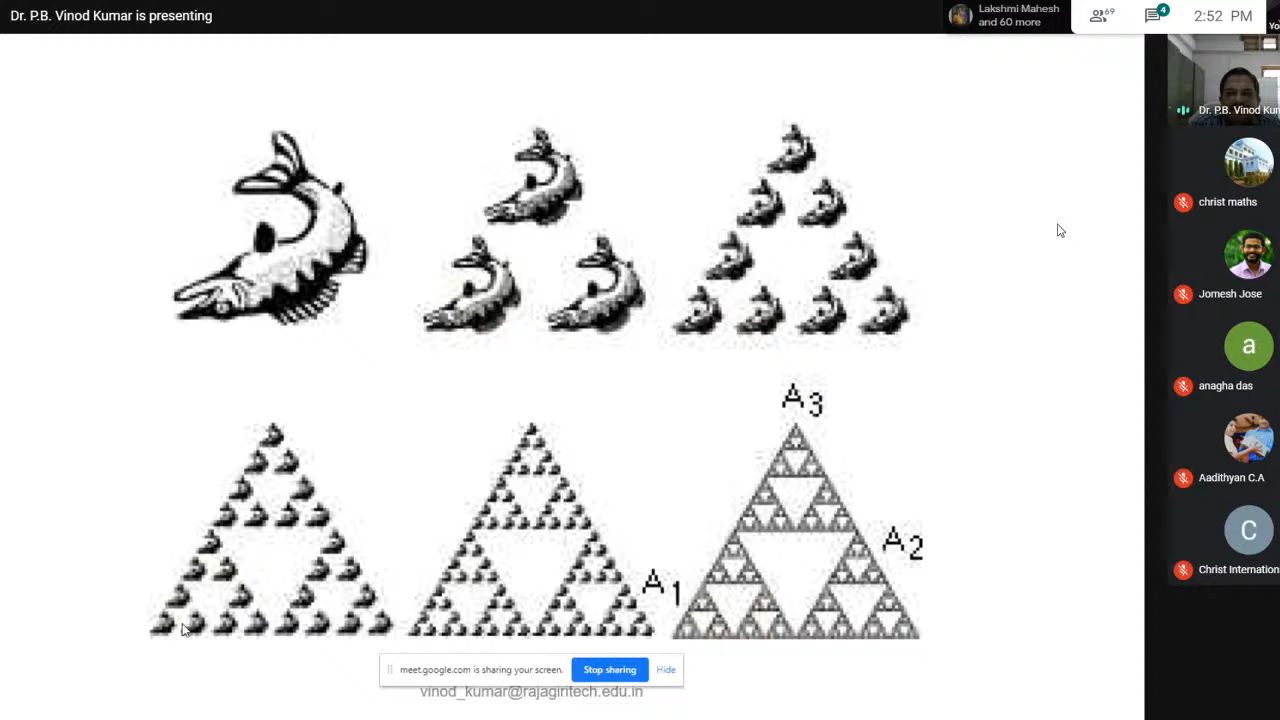 Dr. P.B. Vinod Kumar is presenting
Lakshmi Mahesh
and 60 more
69
4
2:52 PM
Yo
Dr. P.B. Vinod Kur
christ maths
Jomesh Jose
a
anagha das
Aadithyan C.A
C
Christ Internation
A3
A2
A1
meet.google.com is sharing your screen.
Stop sharing
Hide
vinod_kumar@rajagiritech.edu.in